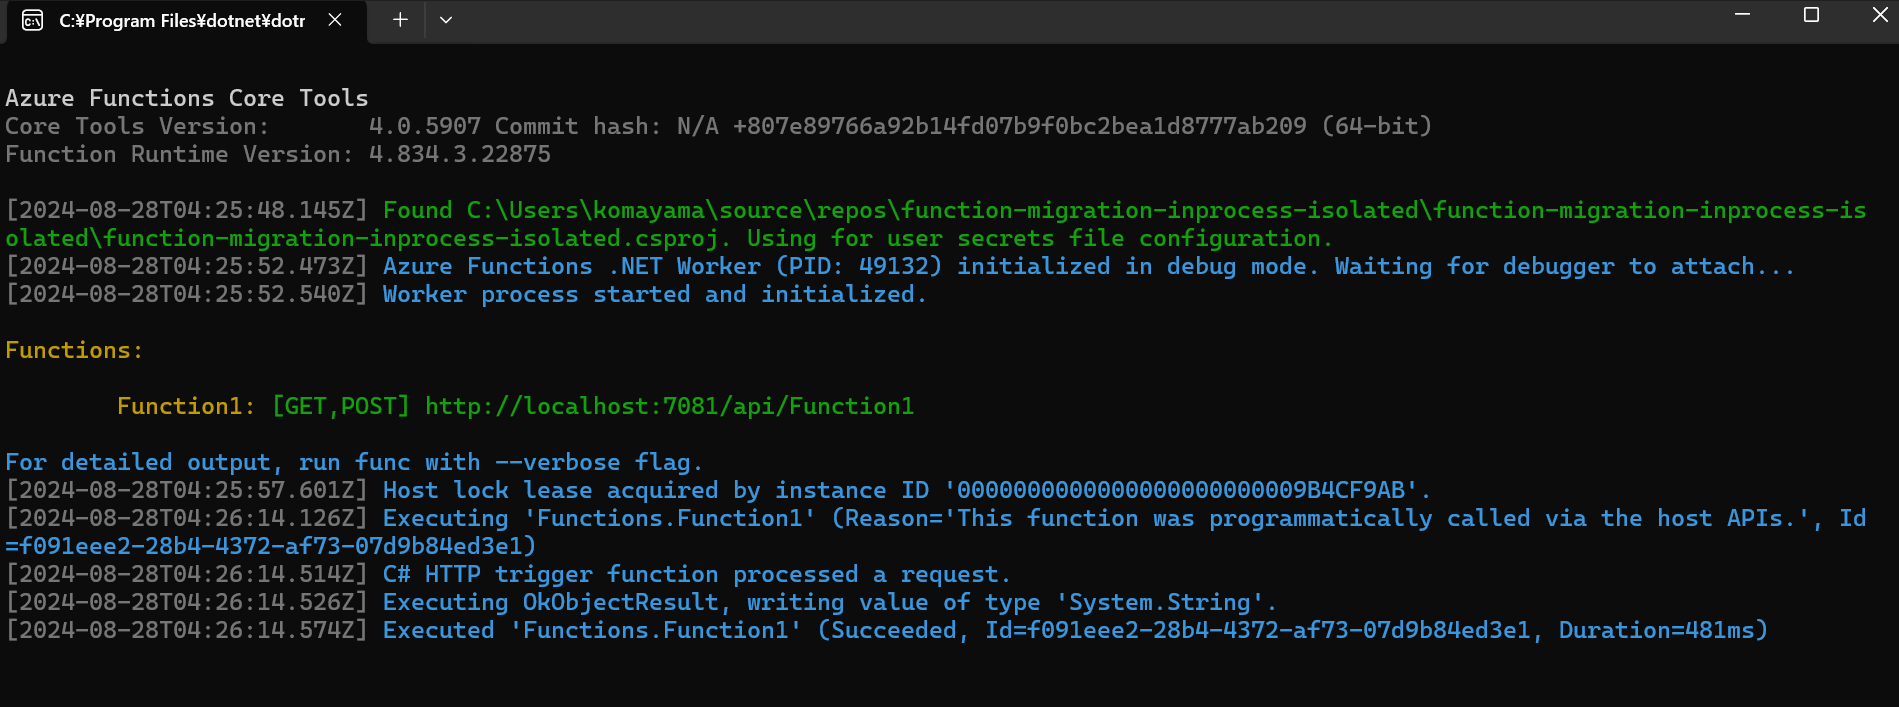 C:¥Program Files¥dotnet¥dotr
Azure Functions Core Tools
Core Tools Version:       4.0.5907 Commit hash: N/A +807e89766a92b14fd07b9f0bc2bea1d8777ab209 (64-bit)
Function Runtime Version: 4.834.3.22875
[2024-08-28T04:25:48.145Z] Found C:\Users\komayama\source\repos\function-migration-inprocess-isolated\function-migration-inprocess-is
olated\function-migration-inprocess-isolated.csproj. Using for user secrets file configuration.
[2024-08-28T04:25:52.473Z] Azure Functions .NET Worker (PID: 49132) initialized in debug mode. Waiting for debugger to attach...
[2024-08-28T04:25:52.540Z] Worker process started and initialized.
Functions:
Function1: [GET,POST] http://localhost:7081/api/Function1
For detailed output, run func with --verbose flag.
[2024-08-28T04:25:57.601Z] Host lock lease acquired by instance ID '0000000000000000000000009B4CF9AB'.
[2024-08-28T04:26:14.126Z] Executing 'Functions.Function1' (Reason='This function was programmatically called via the host APIs.', Id
=f091eee2-28b4-4372-af73-07d9b84ed3e1)
[2024-08-28T04:26:14.514Z] C# HTTP trigger function processed a request.
[2024-08-28T04:26:14.526Z] Executing OkObjectResult, writing value of type 'System.String'.
[2024-08-28T04:26:14.574Z] Executed 'Functions.Function1' (Succeeded, Id=f091eee2-28b4-4372-af73-07d9b84ed3e1, Duration=481ms)